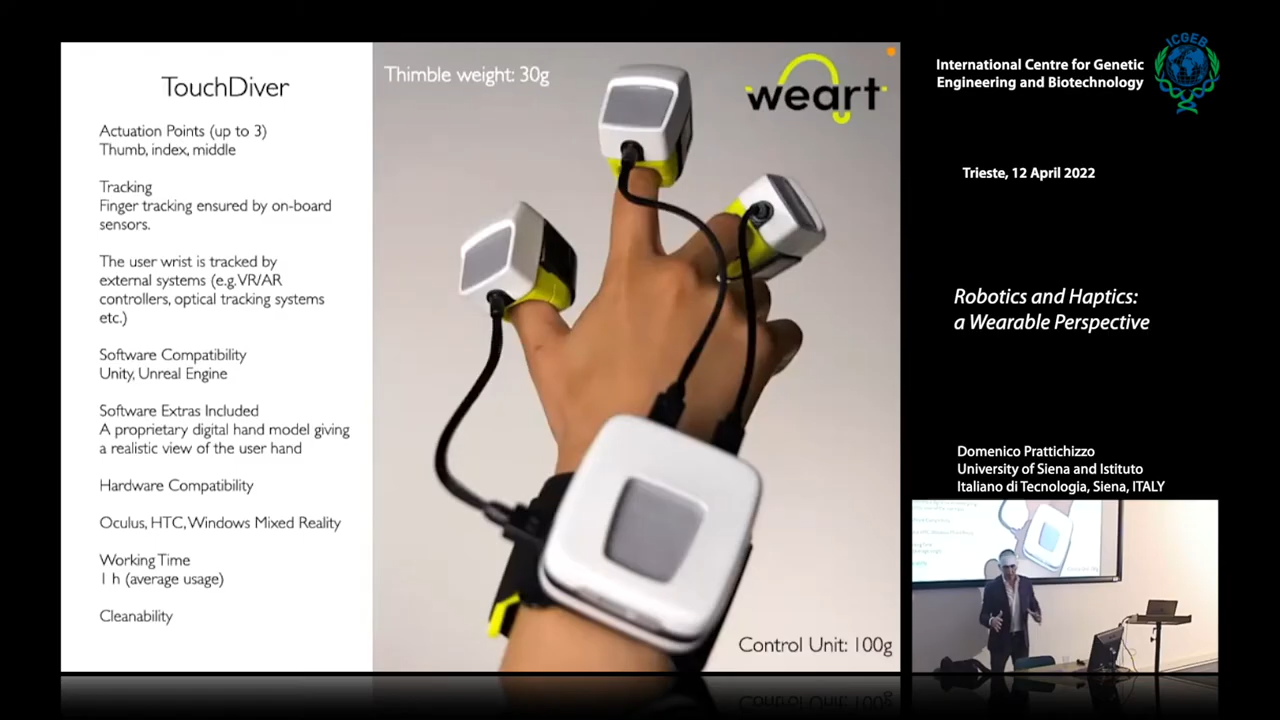 TouchDiver
Actuation Points (up to 3)
Thumb, index, middle
Tracking
Finger tracking ensured by on-board
sensors.
The user wrist is tracked by
external systems (e.g. VR/AR
controllers, optical tracking systems
etc.)
Software Compatibility
Unity, Unreal Engine
Software Extras Included
A proprietary digital hand model giving
a realistic view of the user hand
Hardware Compatibility
Oculus, HTC, Windows Mixed Reality
Working Time
1 h (average usage)
Cleanability
Thimble weight: 30g
weart
Control Unit: 100g
International Centre for Genetic
Engineering and Biotechnology
ICGEB
Trieste, 12 April 2022
Robotics and Haptics:
a Wearable Perspective
Domenico Prattichizzo
University of Siena and Istituto
Italiano di Tecnologia, Siena, ITALY